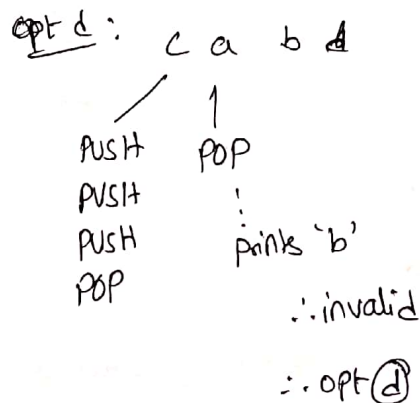 opt d : c a b d
PUSH POP
PUSH
PUSH prints 'b'
POP
∴ invalid
∴ opt (d)